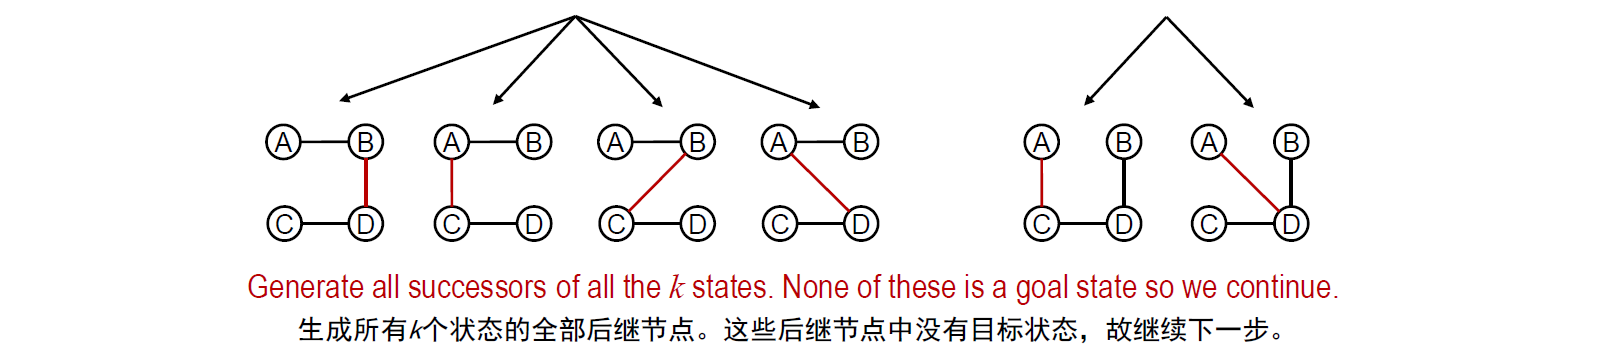 A B A B A B A B A B A B
C D C D C D C D C D C D
Generate all successors of all the k states. None of these is a goal state so we continue.
生成所有k个状态的全部后继节点。这些后继节点中没有目标状态，故继续下一步。